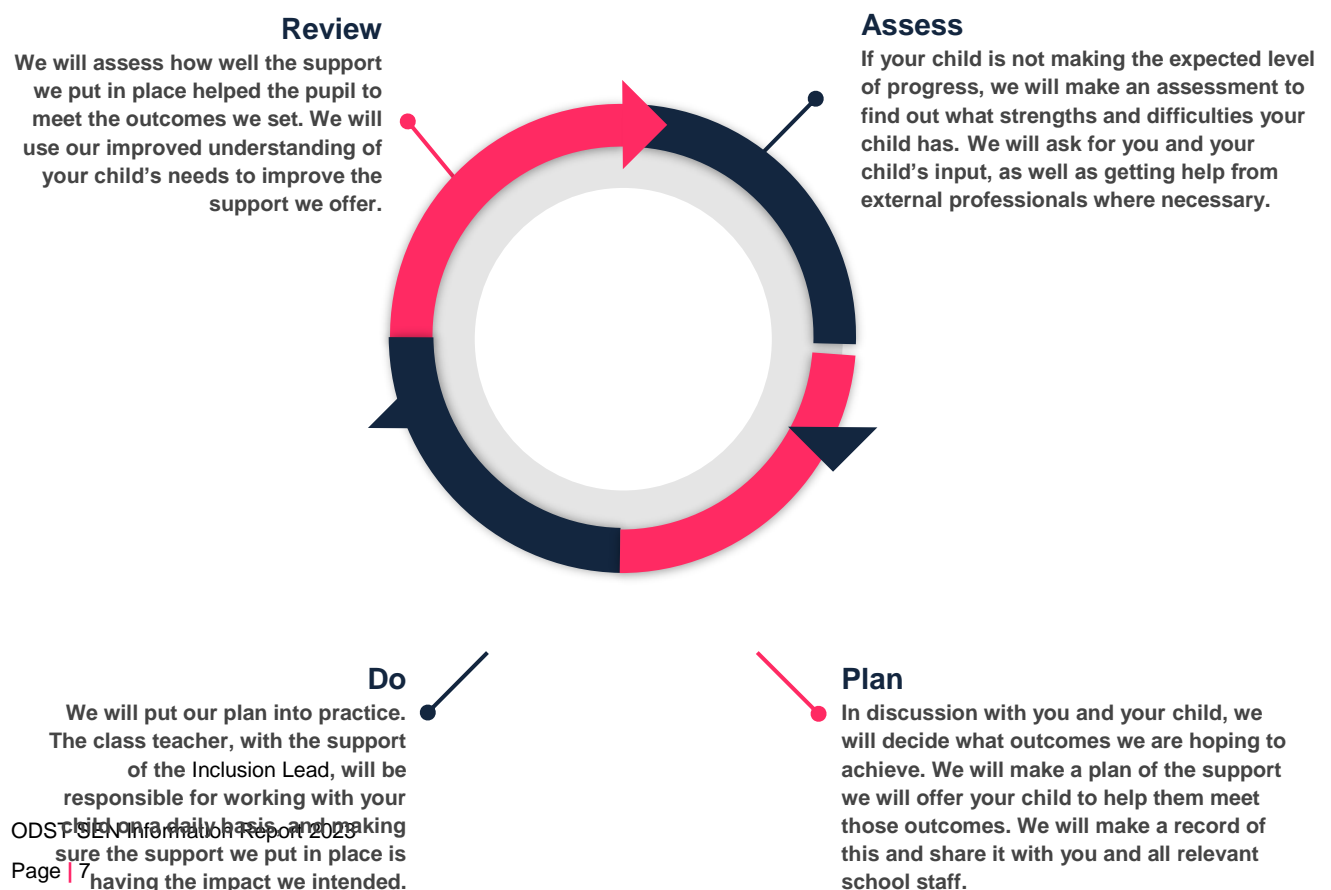 Review
We will assess how well the support
we put in place helped the pupil to
meet the outcomes we set. We will
use our improved understanding of
your child’s needs to improve the
support we offer.
Assess
If your child is not making the expected level
of progress, we will make an assessment to
find out what strengths and difficulties your
child has. We will ask for you and your
child’s input, as well as getting help from
external professionals where necessary.
Do
We will put our plan into practice.
The class teacher, with the support
of the Inclusion Lead, will be
responsible for working with your
child on a daily basis, and making
sure the support we put in place is
having the impact we intended.
Plan
In discussion with you and your child, we
will decide what outcomes we are hoping to
achieve. We will make a plan of the support
we will offer your child to help them meet
those outcomes. We will make a record of
this and share it with you and all relevant
school staff.
ODST SEN Information Report 2023
Page | 7